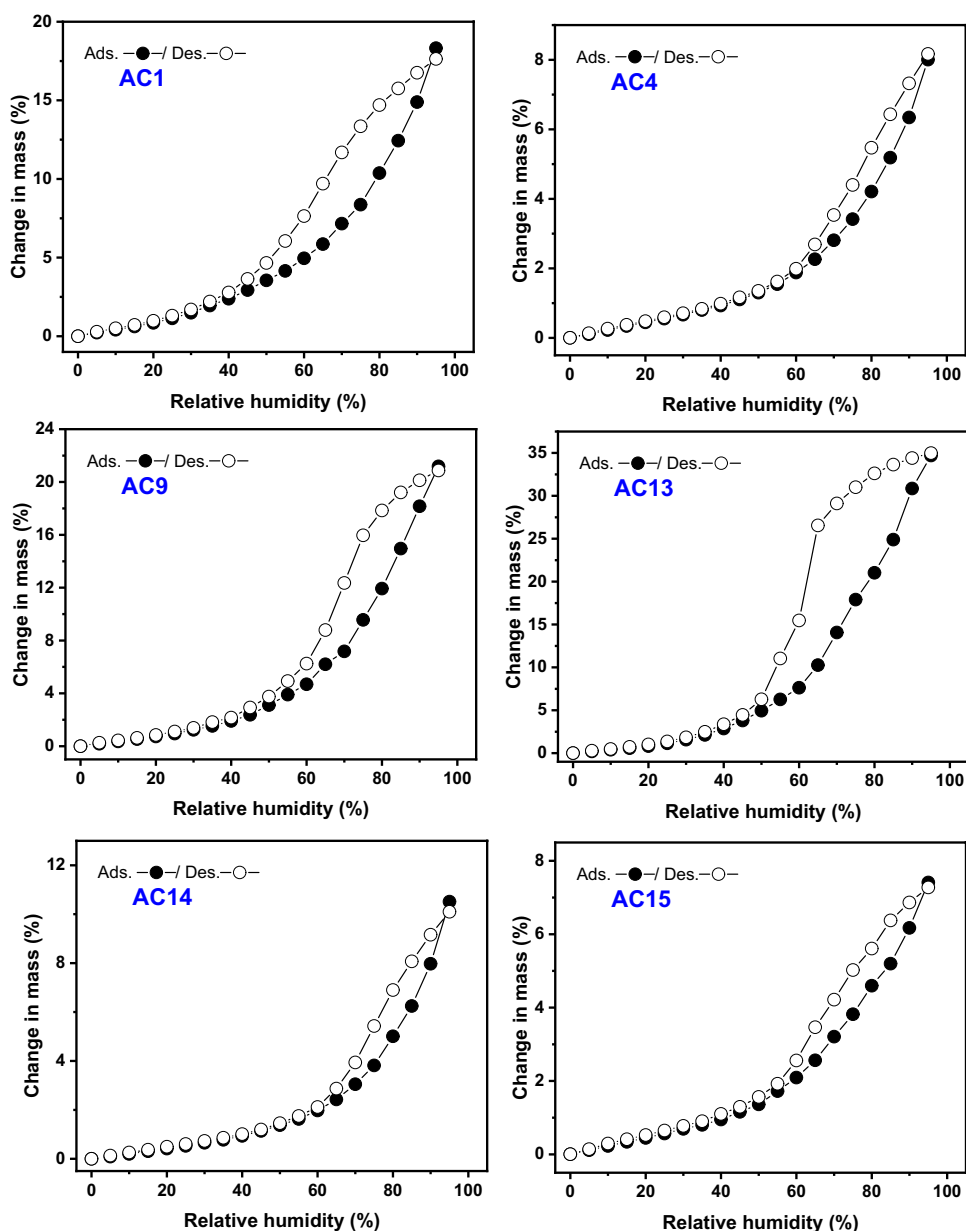 20
15
10
5
0
Change in mass (%)
Ads. / Des.
AC1
0 20 40 60 80 100
Relative humidity (%)
8
6
4
2
0
Change in mass (%)
Ads. / Des.
AC4
0 20 40 60 80 100
Relative humidity (%)
24
20
16
12
8
4
0
Change in mass (%)
Ads. / Des.
AC9
0 20 40 60 80 100
Relative humidity (%)
35
30
25
20
15
10
5
0
Change in mass (%)
Ads. / Des.
AC13
0 20 40 60 80 100
Relative humidity (%)
12
8
4
0
Change in mass (%)
Ads. / Des.
AC14
0 20 40 60 80 100
Relative humidity (%)
8
6
4
2
0
Change in mass (%)
Ads. / Des.
AC15
0 20 40 60 80 100
Relative humidity (%)